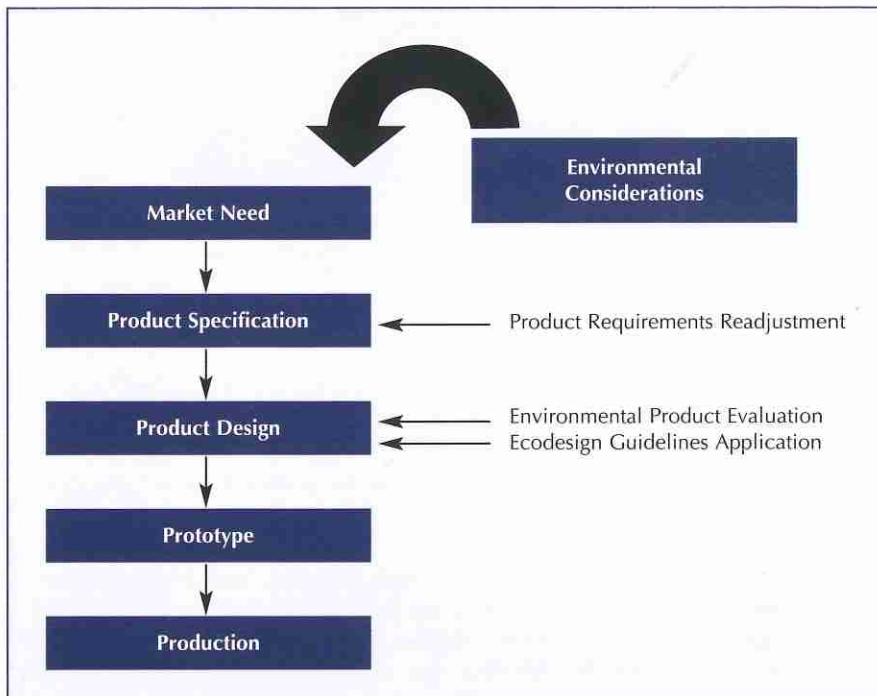 Environmental
Considerations
Market Need
Product Specification
Product Requirements Readjustment
Product Design
Environmental Product Evaluation
Ecodesign Guidelines Application
Prototype
Production